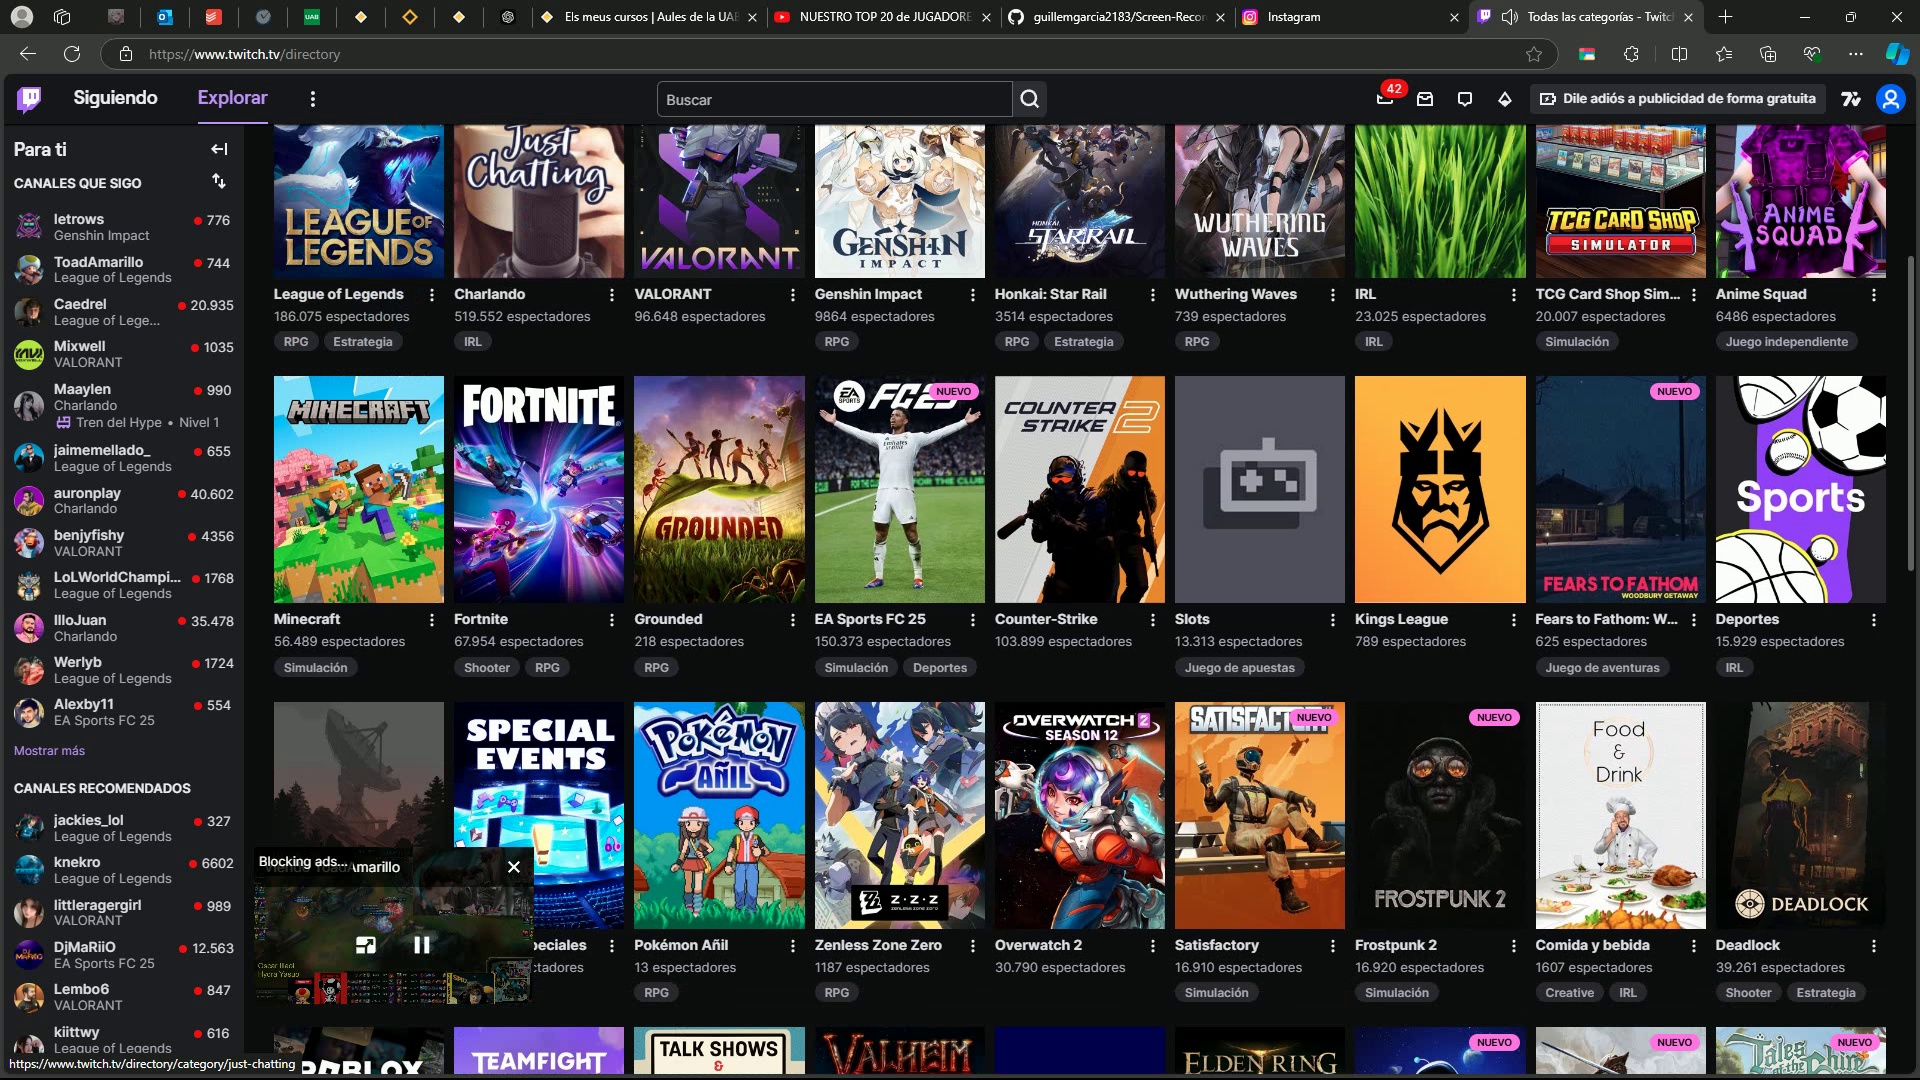 Els meus cursos | Aules de la UAB
NUESTRO TOP 20 de JUGADORE
guillemgarcia2183/Screen-Recor
Instagram
Todas las categorías - Twitch
https://www.twitch.tv/directory
Siguiendo
Explorar
Buscar
42
Dile adiós a publicidad de forma gratuita
Para ti
CANALES QUE SIGO
letrows 776
Genshin Impact
ToadAmarillo 744
League of Legends
Caedrel 20.935
League of Lege...
Mixwell 1035
VALORANT
Maaylen 990
Charlando
Tren del Hype • Nivel 1
jaimemellado_ 655
League of Legends
auronplay 40.602
Charlando
benjyfishy 4356
VALORANT
LoLWorldChampi... 1768
League of Legends
IlloJuan 35.478
Charlando
Werlyb 1724
League of Legends
Alexby11 554
EA Sports FC 25
Mostrar más
CANALES RECOMENDADOS
jackies_lol 327
League of Legends
knekro 6602
League of Legends
littleragergirl 989
VALORANT
DjMaRiiO 12.563
EA Sports FC 25
Lembo6 847
VALORANT
kiittwy 616
League of Legends
https://www.twitch.tv/directory/category/just-chatting
LEAGUE OF
LEGENDS
Just
Chatting
VALORANT
GENSHIN
IMPACT
HONKAI
STAR RAIL
WUTHERING
WAVES
TCG CARD SHOP
SIMULATOR
ANIME
SQUAD
League of Legends
186.075 espectadores
RPG Estrategia
Charlando
519.552 espectadores
IRL
VALORANT
96.648 espectadores
Genshin Impact
9864 espectadores
RPG
Honkai: Star Rail
3514 espectadores
RPG Estrategia
Wuthering Waves
739 espectadores
RPG
IRL
23.025 espectadores
IRL
TCG Card Shop Sim...
20.007 espectadores
Simulación
Anime Squad
6486 espectadores
Juego independiente
MINECRAFT
FORTNITE
GROUNDED
EA SPORTS FC25
NUEVO
COUNTER
STRIKE 2
NUEVO
FEARS TO FATHOM
WOODBURY GETAWAY
Sports
Minecraft
56.489 espectadores
Simulación
Fortnite
67.954 espectadores
Shooter RPG
Grounded
218 espectadores
RPG
EA Sports FC 25
150.373 espectadores
Simulación Deportes
Counter-Strike
103.899 espectadores
Slots
13.313 espectadores
Juego de apuestas
Kings League
789 espectadores
Fears to Fathom: W...
625 espectadores
Juego de aventuras
Deportes
15.929 espectadores
IRL
SPECIAL
EVENTS
POKéMON
AÑIL
Z·Z·Z
OVERWATCH 2
SEASON 12
SATISFACT
NUEVO
NUEVO
FROSTPUNK 2
Food
&
Drink
DEADLOCK
Blocking ads...
Amarillo
peciales
tadores
Pokémon Añil
13 espectadores
RPG
Zenless Zone Zero
1187 espectadores
RPG
Overwatch 2
30.790 espectadores
Satisfactory
16.910 espectadores
Simulación
Frostpunk 2
16.920 espectadores
Simulación
Comida y bebida
1607 espectadores
Creative IRL
Deadlock
39.261 espectadores
Shooter Estrategia
ROBLOX
TEAMFIGHT
TALK SHOWS
&
VALHEIM
ELDEN RING
NUEVO
NUEVO
NUEVO
Tales
of the Shire